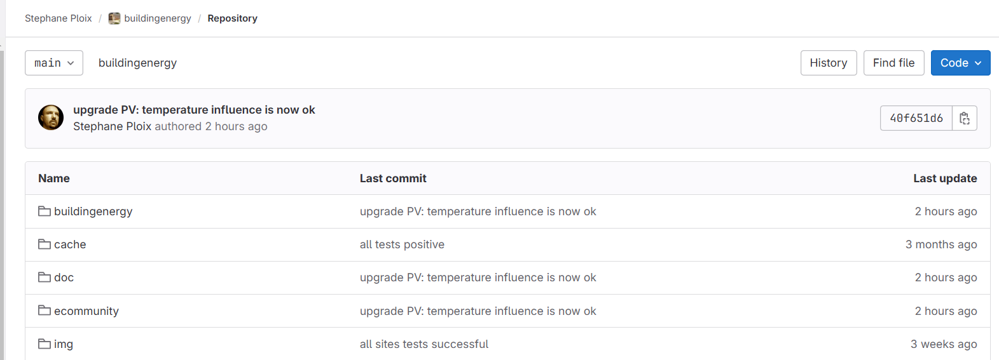 Stephane Ploix / buildingenergy / Repository
main buildingenergy History Find file Code
upgrade PV: temperature influence is now ok
Stephane Ploix authored 2 hours ago
40f651d6
Name Last commit Last update
buildingenergy upgrade PV: temperature influence is now ok 2 hours ago
cache all tests positive 3 months ago
doc upgrade PV: temperature influence is now ok 2 hours ago
ecommunity upgrade PV: temperature influence is now ok 2 hours ago
img all sites tests successful 3 weeks ago